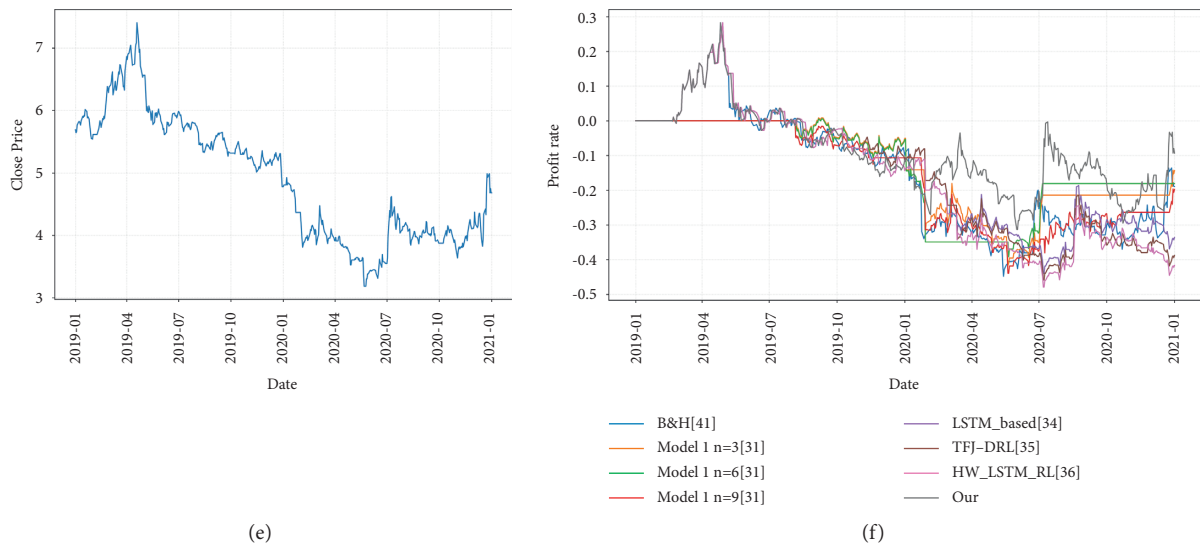 7
6
5
4
3
Close Price
2019-01
2019-04
2019-07
2019-10
2020-01
2020-04
2020-07
2020-10
2021-01
Date
(e)
0.3
0.2
0.1
0.0
-0.1
-0.2
-0.3
-0.4
-0.5
Profit rate
2019-01
2019-04
2019-07
2019-10
2020-01
2020-04
2020-07
2020-10
2021-01
Date
B&H[41]
Model 1 n=3[31]
Model 1 n=6[31]
Model 1 n=9[31]
LSTM_based[34]
TFJ–DRL[35]
HW_LSTM_RL[36]
Our
(f)